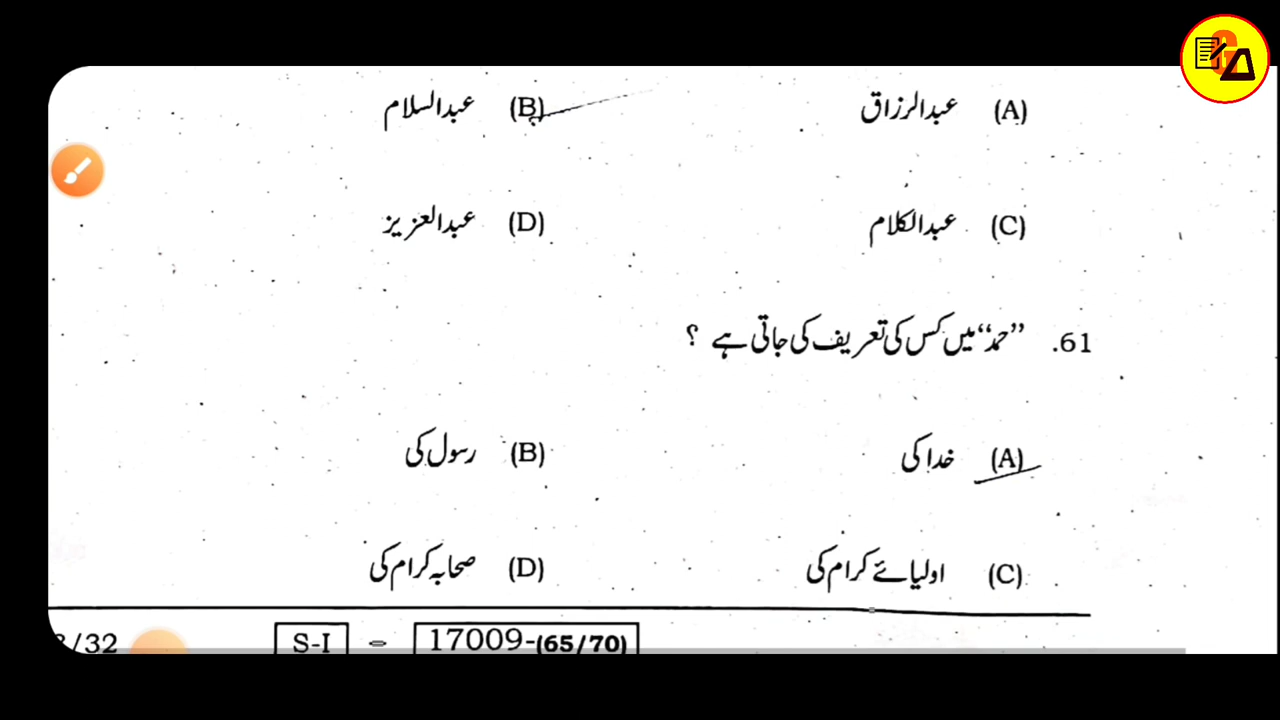 (A) عبدالرزاق (B) عبدالسلام
(C) عبدالکلام (D) عبدالعزیز
61. ”حمد“ میں کس کی تعریف کی جاتی ہے ؟
(A) خدا کی (B) رسول کی
(C) اولیائے کرام کی (D) صحابہ کرام کی
/32 S-I = 17009-(65/70)